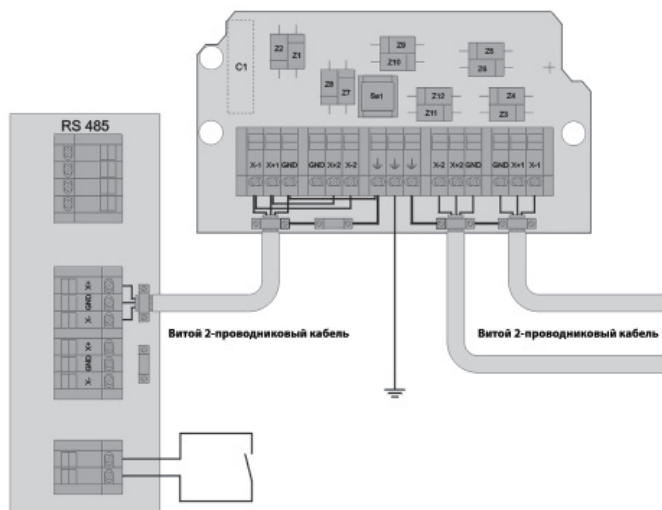 Z2
Z1
C1
Z8
Z7
Sw1
Z9
Z10
Z12
Z11
Z5
Z6
Z4
Z3
RS 485
X-1 X+1 GND GND X+2 X-2 X-2 X+2 GND GND X+1 X-1
X+
GND
X-
X+
GND
X-
Витой 2-проводниковый кабель
Витой 2-проводниковый кабель